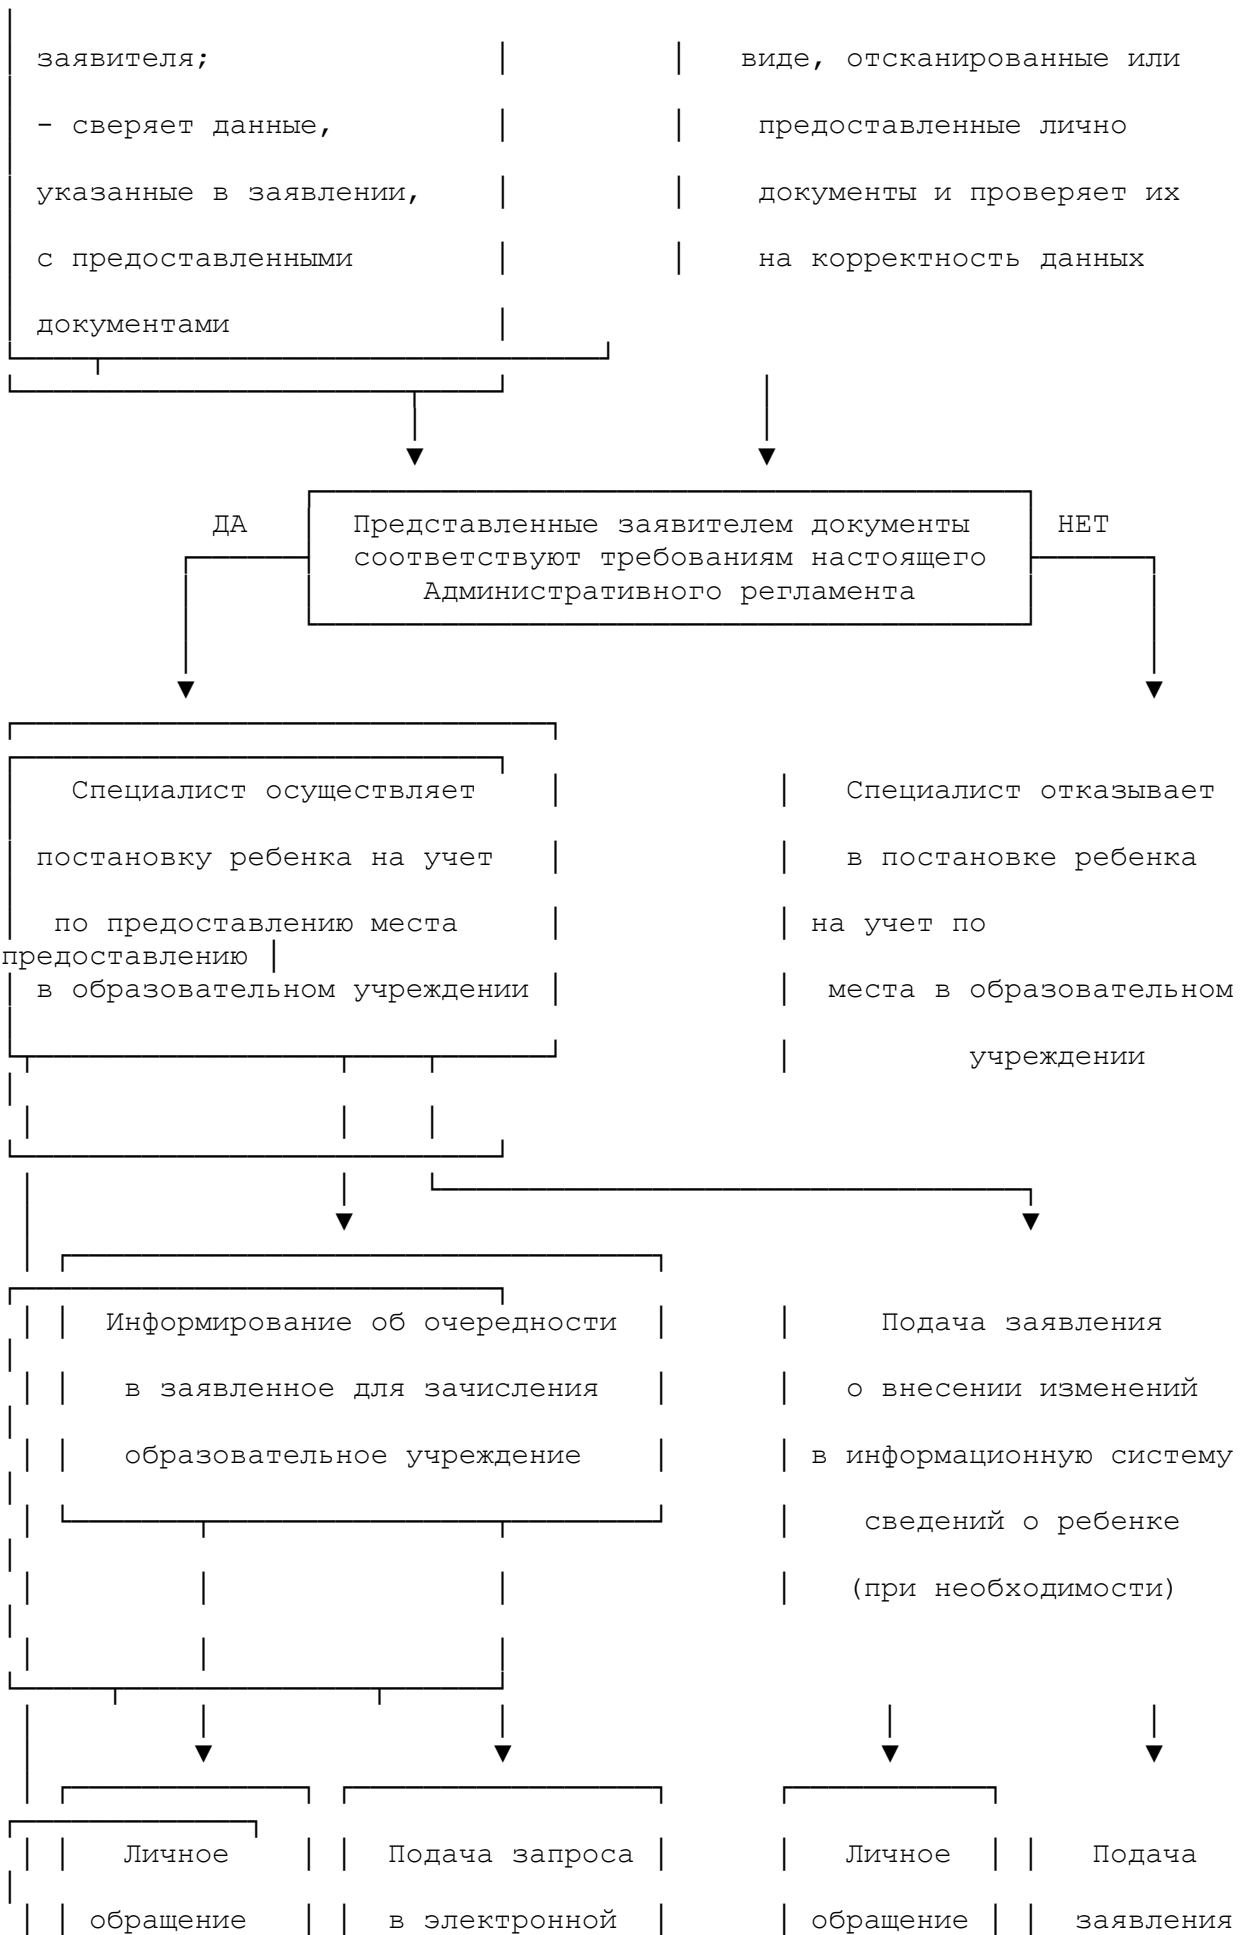 заявителя; виде, отсканированные или
- сверяет данные, предоставленные лично
указанные в заявлении, документы и проверяет их
с предоставленными на корректность данных
документами
ДА Представленные заявителем документы НЕТ
соответствуют требованиям настоящего
Административного регламента
Специалист осуществляет Специалист отказывает
постановку ребенка на учет в постановке ребенка
по предоставлению места на учет по
предоставлению
в образовательном учреждении места в образовательном
учреждении
Информирование об очередности Подача заявления
в заявленное для зачисления о внесении изменений
образовательное учреждение в информационную систему
сведений о ребенке
(при необходимости)
Личное Подача запроса Личное Подача
обращение в электронной обращение заявления